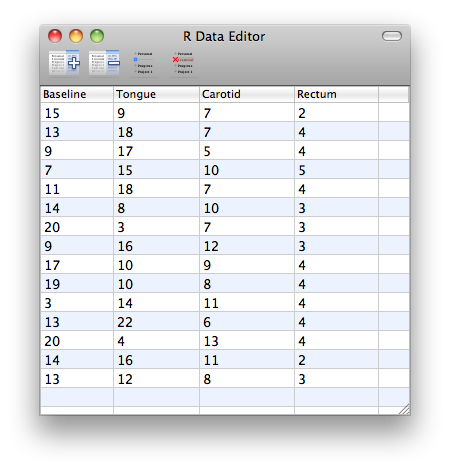 R Data Editor
Baseline Tongue Carotid Rectum
15 9 7 2
13 18 7 4
9 17 5 4
7 15 10 5
11 18 7 4
14 8 10 3
20 3 7 3
9 16 12 3
17 10 9 4
19 10 8 4
3 14 11 4
13 22 6 4
20 4 13 4
14 16 11 2
13 12 8 3